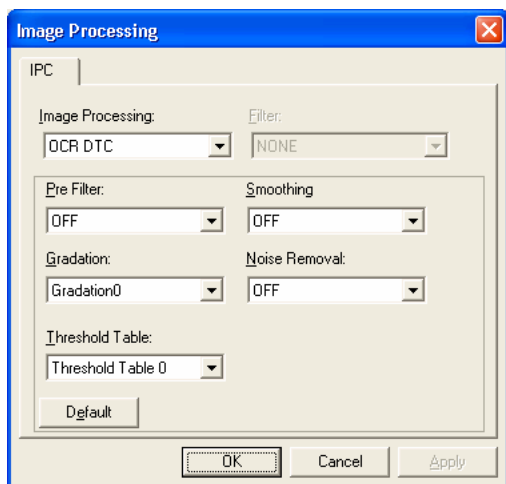 Image Processing
IPC
Image Processing: Filter:
OCR DTC NONE
Pre Filter: Smoothing
OFF OFF
Gradation: Noise Removal:
Gradation0 OFF
Threshold Table:
Threshold Table 0
Default
OK Cancel Apply